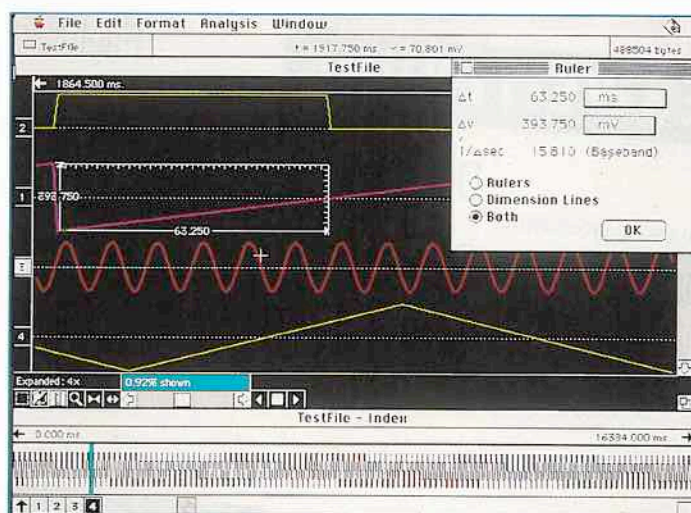 File Edit Format Analysis Window
TestFile
t = 1917.750 ms v = 70.801 mV
488504 bytes
TestFile
Ruler
1864.500 ms
Δt 63.250 ms
Δv 393.750 mV
1/Δsec 15.810 (Baseband)
Rulers
Dimension Lines
Both
OK
2
1
393.750
63.250
4
Expanded: 4x
0.92% shown
TestFile - Index
0.000 ms
16384.000 ms
1 2 3 4